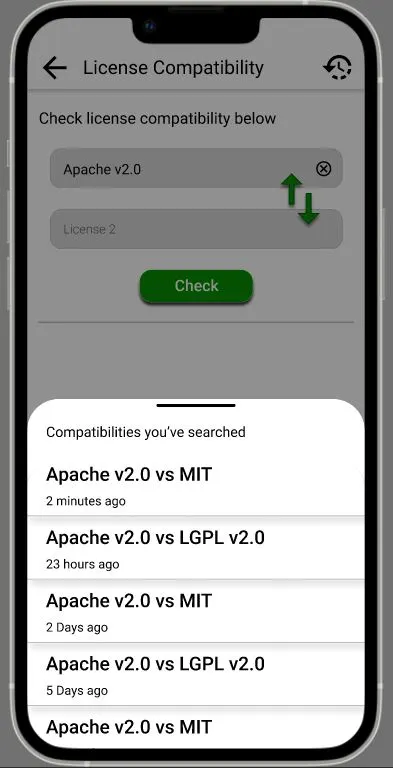 License Compatibility
Check license compatibility below
Apache v2.0
License 2
Check
Compatibilities you've searched
Apache v2.0 vs MIT
2 minutes ago
Apache v2.0 vs LGPL v2.0
23 hours ago
Apache v2.0 vs MIT
2 Days ago
Apache v2.0 vs LGPL v2.0
5 Days ago
Apache v2.0 vs MIT